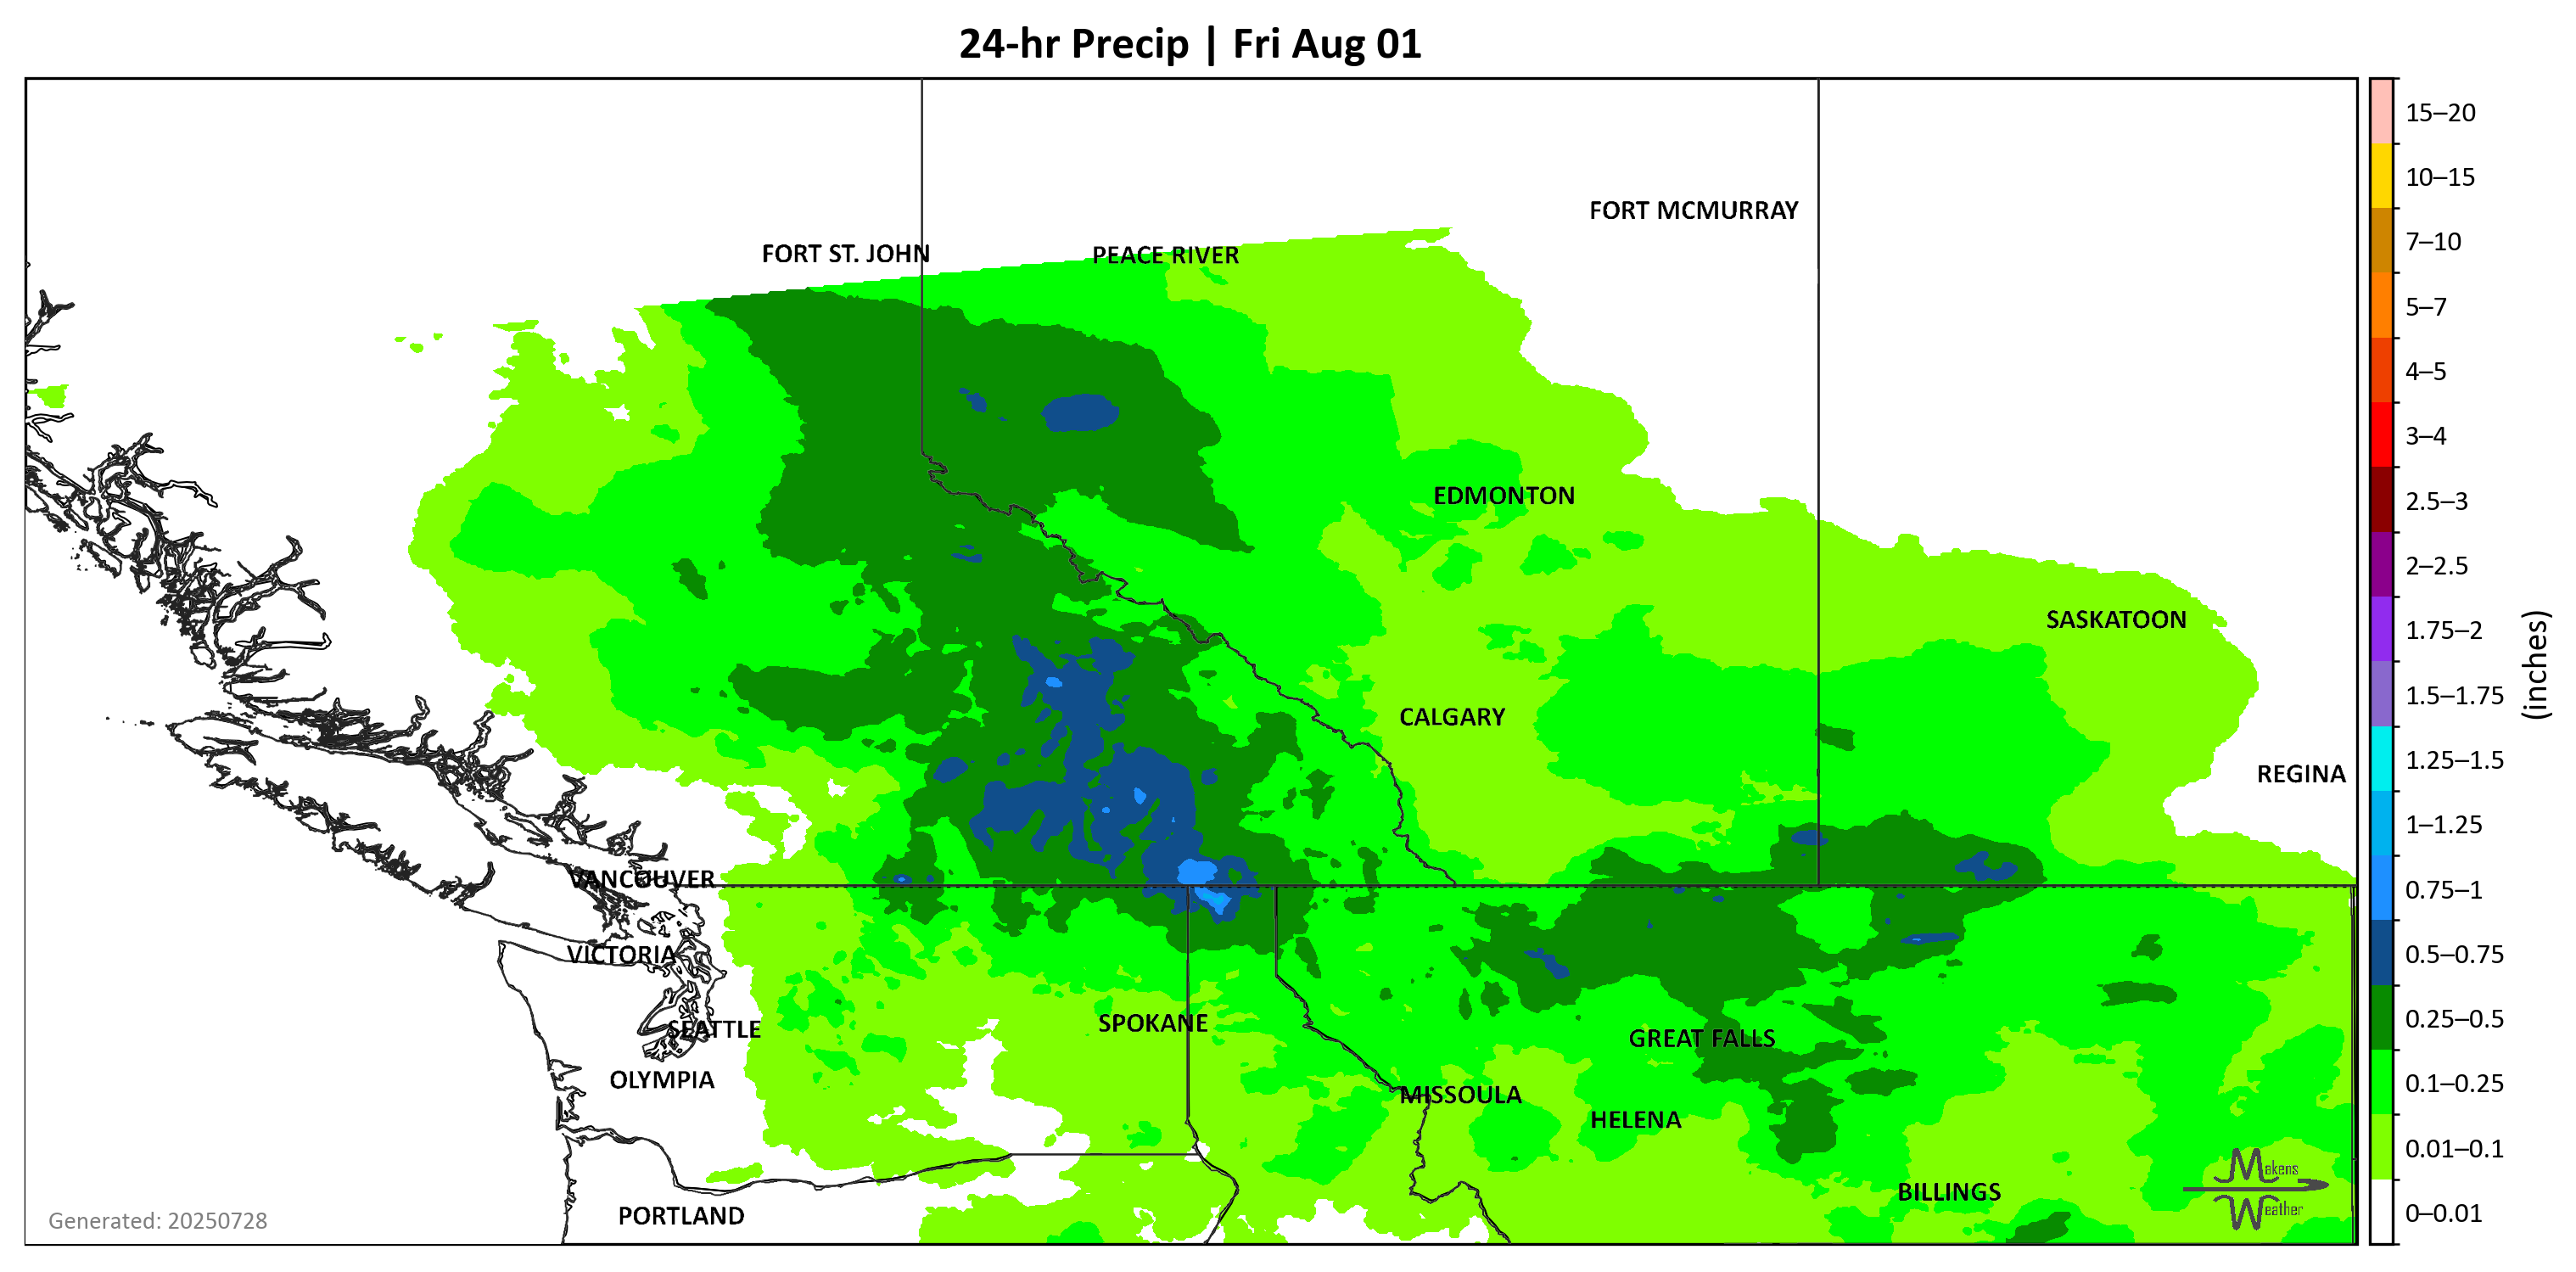 24-hr Precip | Fri Aug 01
15–20
10–15
7–10
5–7
4–5
3–4
2.5–3
2–2.5
1.75–2
1.5–1.75
1.25–1.5
1–1.25
0.75–1
0.5–0.75
0.25–0.5
0.1–0.25
0.01–0.1
0–0.01
(inches)
FORT MCMURRAY
FORT ST. JOHN
PEACE RIVER
EDMONTON
SASKATOON
CALGARY
REGINA
VANCOUVER
VICTORIA
SPOKANE
SEATTLE
GREAT FALLS
OLYMPIA
MISSOULA
HELENA
BILLINGS
PORTLAND
Makens
Weather
Generated: 20250728